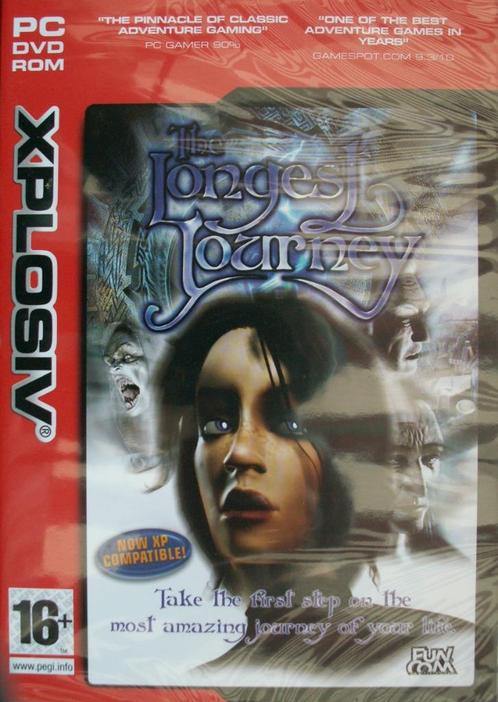 PC
DVD
ROM
"THE PINNACLE OF CLASSIC
ADVENTURE GAMING"
PC GAMER 90%
"ONE OF THE BEST
ADVENTURE GAMES IN
YEARS"
GAMESPOT.COM 9.3/10
XPLOSIV®
The
Longest
Journey
NOW XP
COMPATIBLE!
Take the first step on the
most amazing journey of your life.
16+
www.pegi.info
FUN
COM